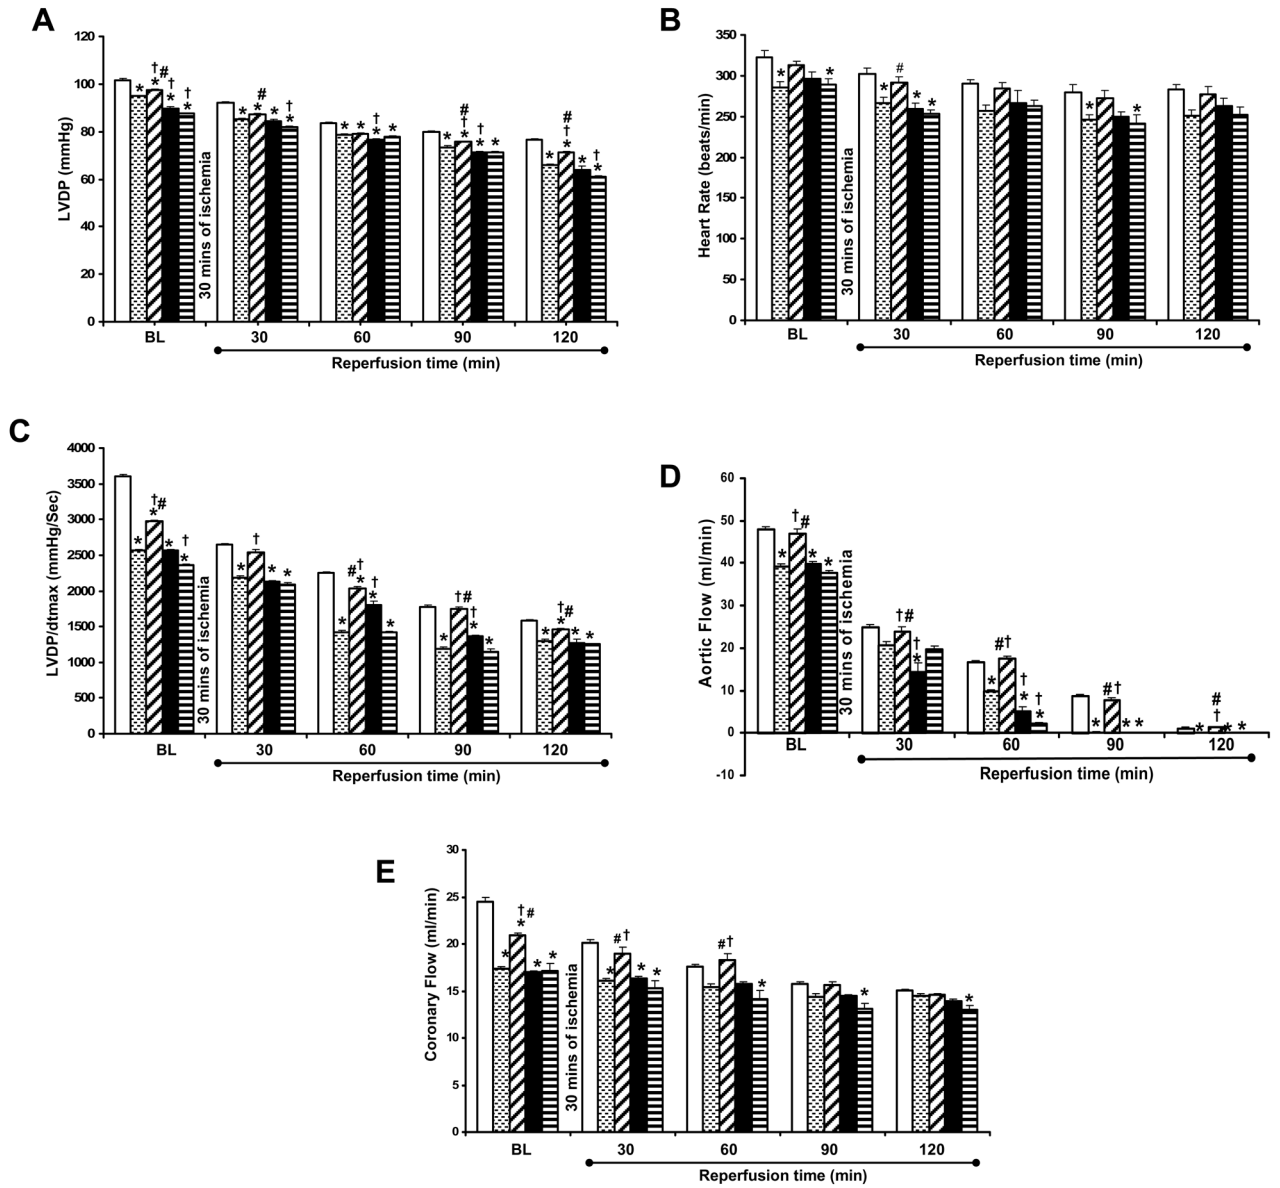 A
LVDP (mmHg)
120
100
80
60
40
20
0
† # * * † * † *
# * * * † *
* * † * *
# † * * † * *
# † * * * † *
30 mins of ischemia
BL 30 60 90 120
Reperfusion time (min)
B
Heart Rate (beats/min)
350
300
250
200
150
100
50
0
* *
# * * *
* *
30 mins of ischemia
BL 30 60 90 120
Reperfusion time (min)
C
LVDP/dtmax (mmHg/Sec)
4000
3500
3000
2500
2000
1500
1000
500
0
* †# * * † *
* † * *
* #† * † * *
* †# † * *
* †# * * *
30 mins of ischemia
BL 30 60 90 120
Reperfusion time (min)
D
Aortic Flow (ml/min)
60
50
40
30
20
10
0
-10
* †# * *
†# † *
* #† † * † *
* #† * *
* # † * *
30 mins of ischemia
BL 30 60 90 120
Reperfusion time (min)
E
Coronary Flow (ml/min)
30
25
20
15
10
5
0
* †# * * *
* #† * *
#† *
*
*
30 mins of ischemia
BL 30 60 90 120
Reperfusion time (min)